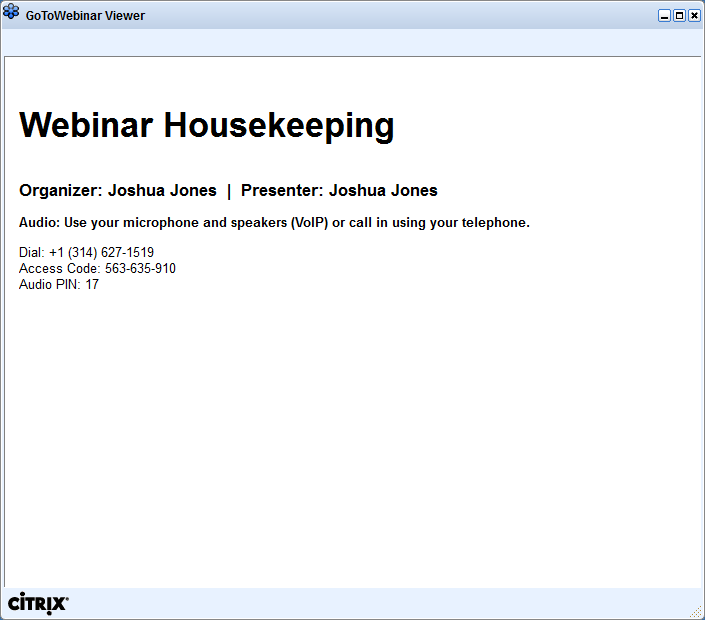 GoToWebinar Viewer
Webinar Housekeeping
Organizer: Joshua Jones | Presenter: Joshua Jones
Audio: Use your microphone and speakers (VoIP) or call in using your telephone.
Dial: +1 (314) 627-1519
Access Code: 563-635-910
Audio PIN: 17
CITRIX®